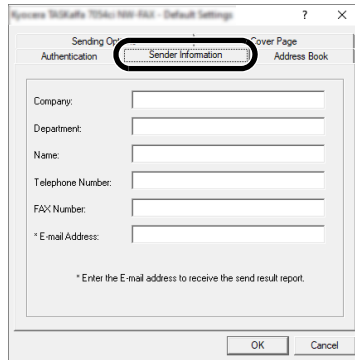 Kyocera TASKalfa 7054ci NW-FAX - Default Settings
?
Sending Opt
Cover Page
Authentication
Sender Information
Address Book
Company:
Department:
Name:
Telephone Number:
FAX Number:
* E-mail Address:
* Enter the E-mail address to receive the send result report.
OK
Cancel